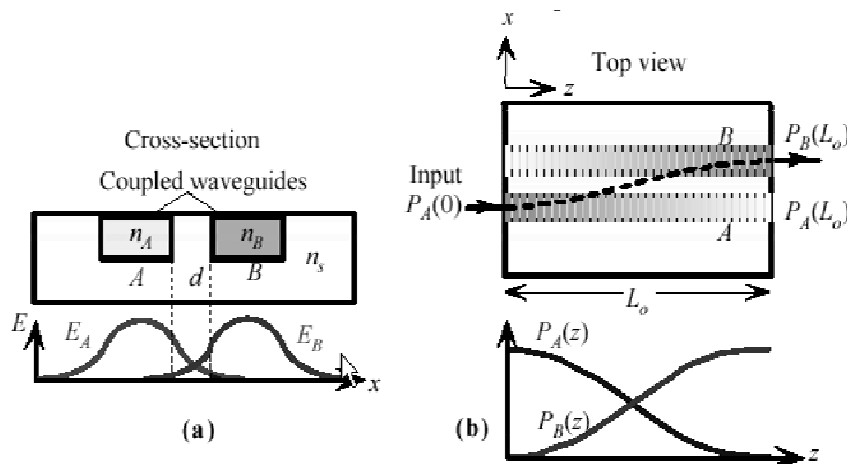 Cross-section
Coupled waveguides
n_A
n_B
A
d
B
n_s
E
E_A
E_B
x
(a)
x
z
Top view
B
P_B(L_o)
Input
P_A(0)
P_A(L_o)
A
L_o
P_A(z)
P_B(z)
z
(b)